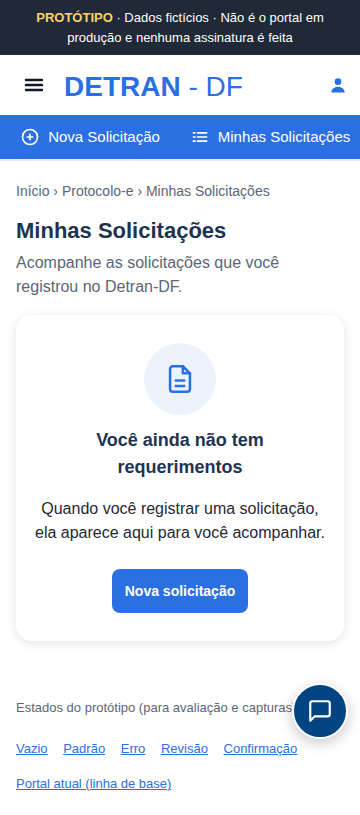 PROTÓTIPO · Dados fictícios · Não é o portal em
produção e nenhuma assinatura é feita
DETRAN - DF
Nova Solicitação
Minhas Solicitações
Início › Protocolo-e › Minhas Solicitações
Minhas Solicitações
Acompanhe as solicitações que você
registrou no Detran-DF.
Você ainda não tem
requerimentos
Quando você registrar uma solicitação,
ela aparece aqui para você acompanhar.
Nova solicitação
Estados do protótipo (para avaliação e capturas
Vazio Padrão Erro Revisão Confirmação
Portal atual (linha de base)